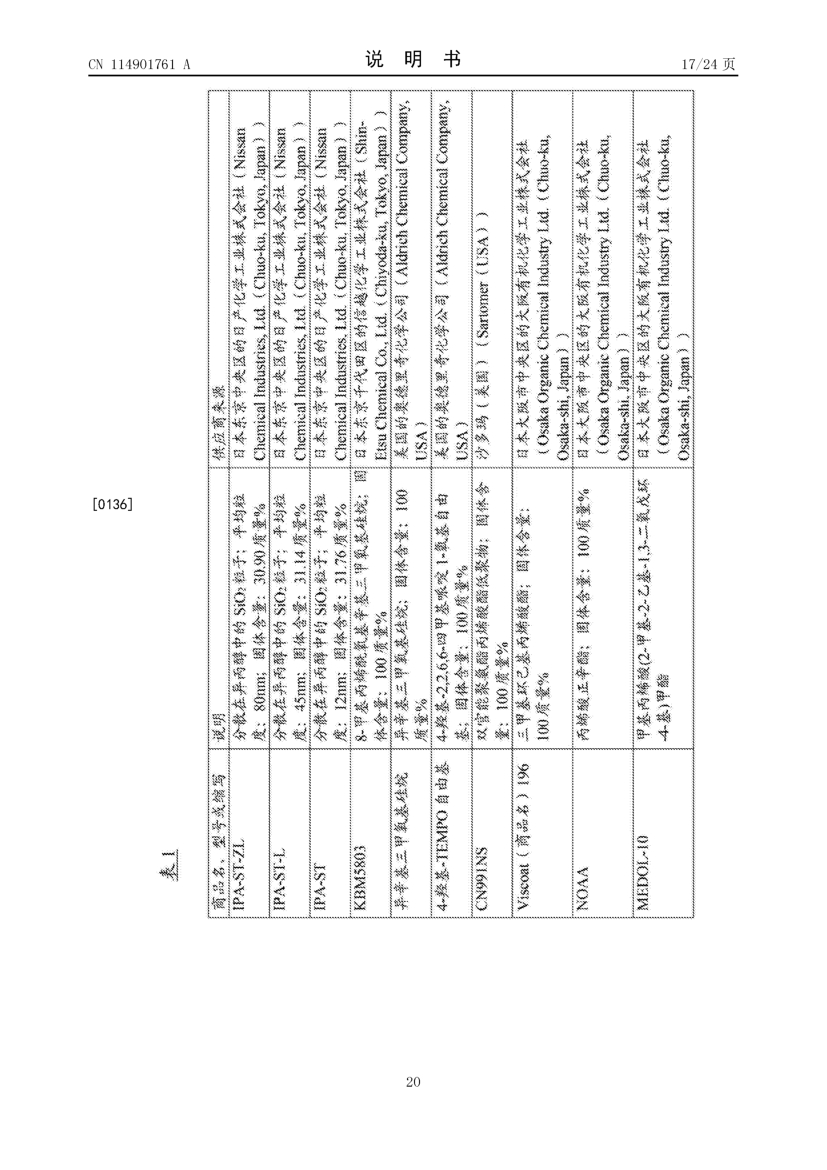 CN 114901761 A
说 明 书
17/24 页
[0136]
表 1
商品名、型号或缩写
说明
供应商来源
IPA-ST-ZL
分散在异丙醇中的SiO₂粒子；平均粒
度：80nm；固体含量：30.90质量%
日本东京中央区的日产化学工业株式会社（Nissan
Chemical Industries, Ltd.（Chuo-ku, Tokyo, Japan））
IPA-ST-L
分散在异丙醇中的SiO₂粒子；平均粒
度：45nm；固体含量：31.14质量%
日本东京中央区的日产化学工业株式会社（Nissan
Chemical Industries, Ltd.（Chuo-ku, Tokyo, Japan））
IPA-ST
分散在异丙醇中的SiO₂粒子；平均粒
度：12nm；固体含量：31.76质量%
日本东京中央区的日产化学工业株式会社（Nissan
Chemical Industries, Ltd.（Chuo-ku, Tokyo, Japan））
KBM5803
8-甲基丙烯酰氧基辛基三甲氧基硅烷；固
体含量：100质量%
日本东京千代田区的信越化学工业株式会社（Shin-
Etsu Chemical Co., Ltd.（Chiyoda-ku, Tokyo, Japan））
异辛基三甲氧基硅烷
异辛基三甲氧基硅烷；固体含量：100
质量%
美国的奥德里奇化学公司（Aldrich Chemical Company,
USA）
4-羟基-TEMPO自由基
4-羟基-2,2,6,6-四甲基哌啶1-氧基自由
基；固体含量：100质量%
美国的奥德里奇化学公司（Aldrich Chemical Company,
USA）
CN991NS
双官能聚氨酯丙烯酸酯低聚物；固体含
量：100质量%
沙多玛（美国）（Sartomer（USA））
Viscoat（商品名）196
三甲基环己基丙烯酸酯；固体含量：
100质量%
日本大阪市中央区的大阪有机化学工业株式会社
（Osaka Organic Chemical Industry Ltd.（Chuo-ku,
Osaka-shi, Japan））
NOAA
丙烯酸正辛酯；固体含量：100质量%
日本大阪市中央区的大阪有机化学工业株式会社
（Osaka Organic Chemical Industry Ltd.（Chuo-ku,
Osaka-shi, Japan））
MEDOL-10
甲基丙烯酸(2-甲基-2-乙基-1,3-二氧戊环
-4-基)甲酯
日本大阪市中央区的大阪有机化学工业株式会社
（Osaka Organic Chemical Industry Ltd.（Chuo-ku,
Osaka-shi, Japan））
20